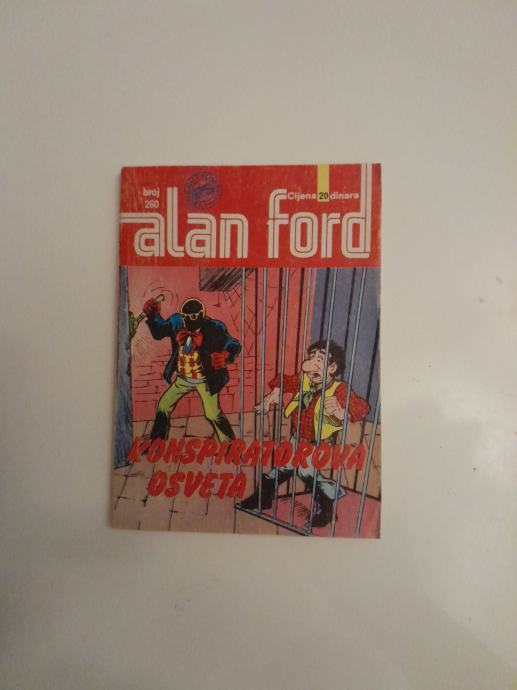 broj
260
Cijena 20 dinara
alan ford
KONSPIRATOROVA
OSVETA